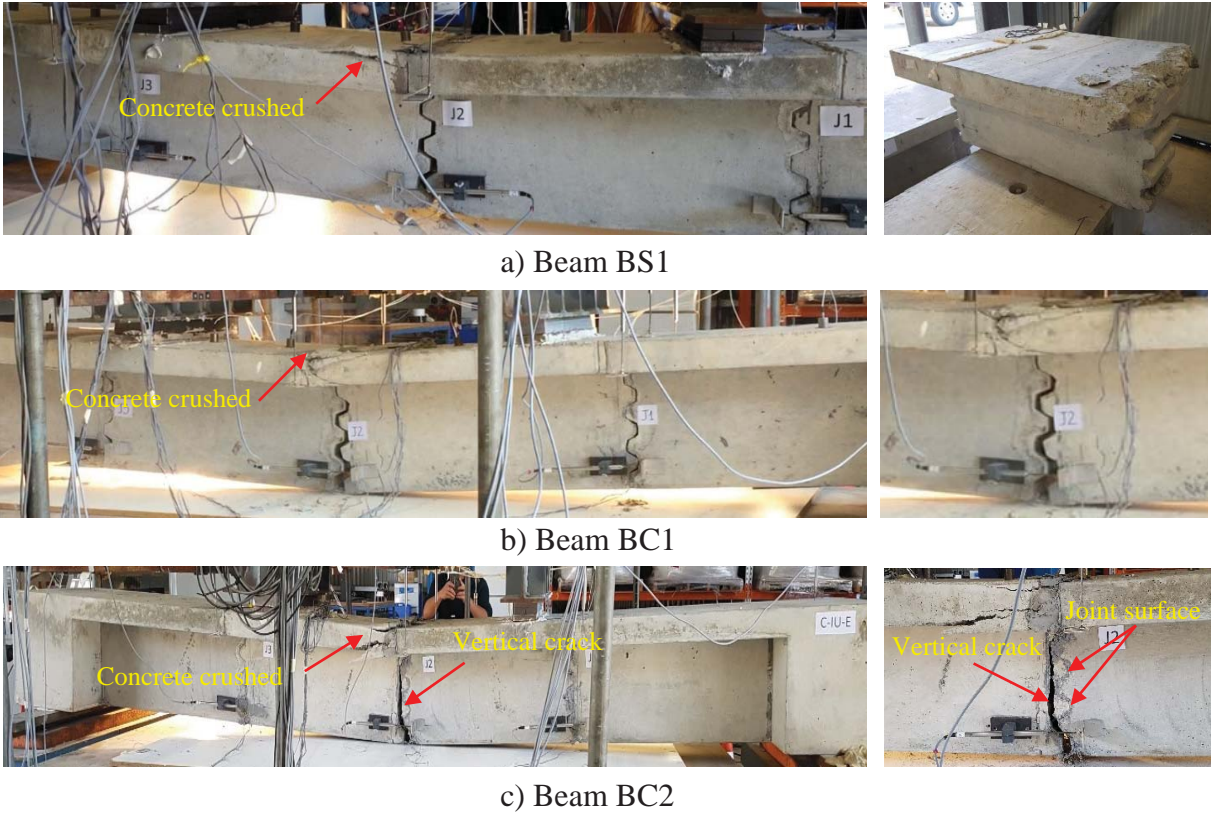 J3
Concrete crushed
J2
J1
a) Beam BS1
Concrete crushed
J3
J2
J1
J2
b) Beam BC1
C-IU-E
Joint surface
Vertical crack
J3
J2
J2
Vertical crack
Concrete crushed
c) Beam BC2